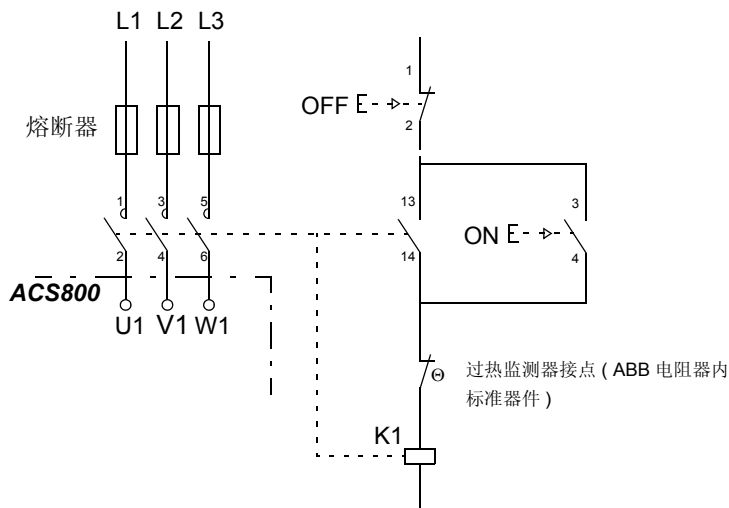 L1 L2 L3
1
OFF
2
熔断器
1 3 5
13
3
ON
2 4 6
14
4
ACS800
U1 V1 W1
Θ
过热监测器接点 ( ABB 电阻器内
标准器件 )
K1